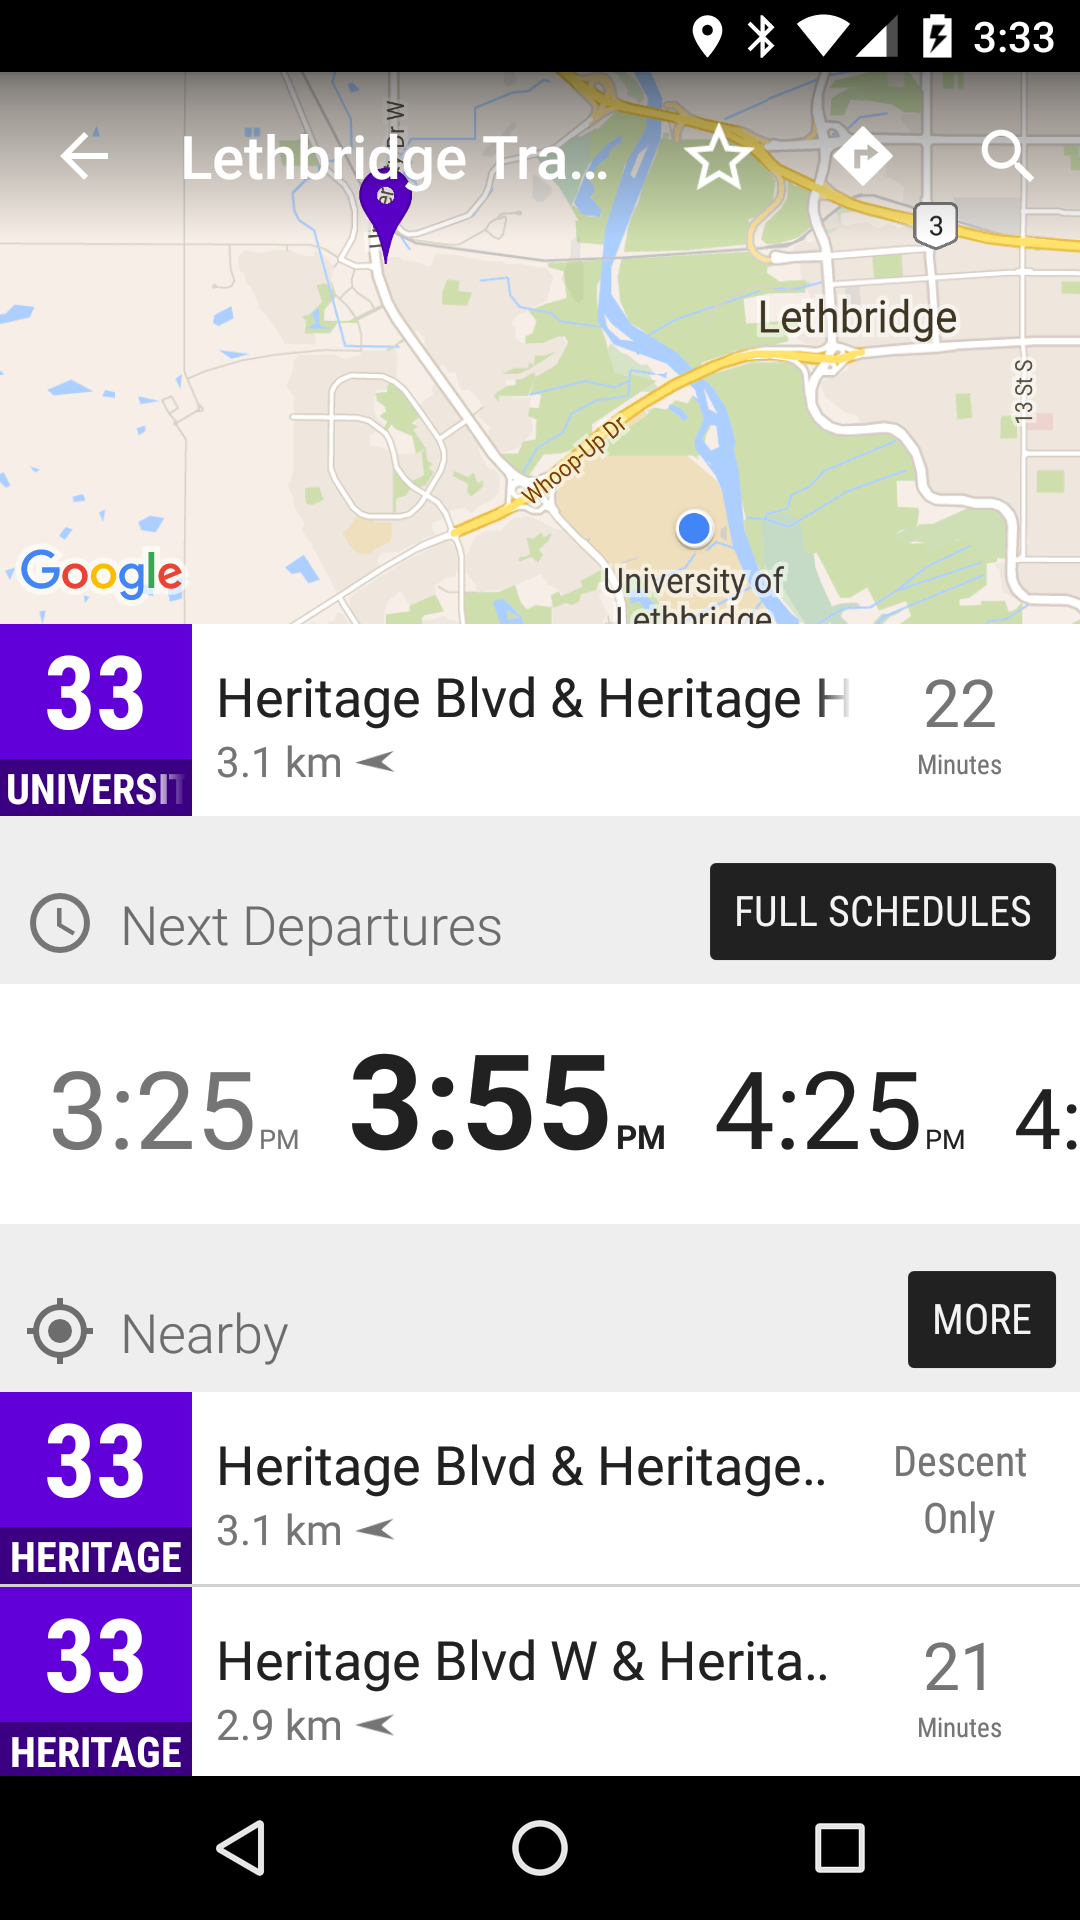 3:33
Lethbridge Tra...
3
Lethbridge
13 St S
Whoop-Up Dr
Google
University of
Lethbridge
33
UNIVERSIT
Heritage Blvd & Heritage H
3.1 km
22
Minutes
Next Departures
FULL SCHEDULES
3:25 PM
3:55 PM
4:25 PM
4:
Nearby
MORE
33
HERITAGE
Heritage Blvd & Heritage..
3.1 km
Descent
Only
33
HERITAGE
Heritage Blvd W & Herita..
2.9 km
21
Minutes